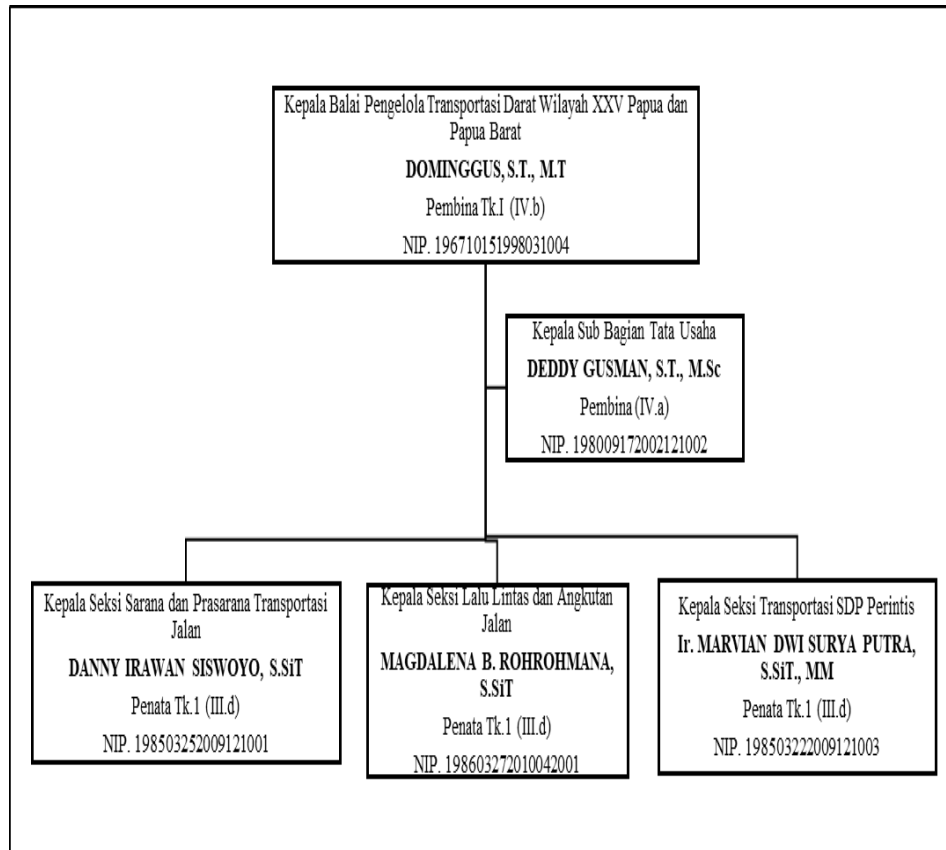 Kepala Balai Pengelola Transportasi Darat Wilayah XXV Papua dan
Papua Barat
DOMINGGUS, S.T., M.T
Pembina Tk.I (IV.b)
NIP. 196710151998031004
Kepala Sub Bagian Tata Usaha
DEDDY GUSMAN, S.T., M.Sc
Pembina (IV.a)
NIP. 198009172002121002
Kepala Seksi Sarana dan Prasarana Transportasi
Jalan
DANNY IRAWAN SISWOYO, S.SiT
Penata Tk.1 (III.d)
NIP. 198503252009121001
Kepala Seksi Lalu Lintas dan Angkutan
Jalan
MAGDALENA B. ROHROHMANA,
S.SiT
Penata Tk.1 (III.d)
NIP. 198603272010042001
Kepala Seksi Transportasi SDP Perintis
Ir. MARVIAN DWI SURYA PUTRA,
S.SiT., MM
Penata Tk.1 (III.d)
NIP. 198503222009121003